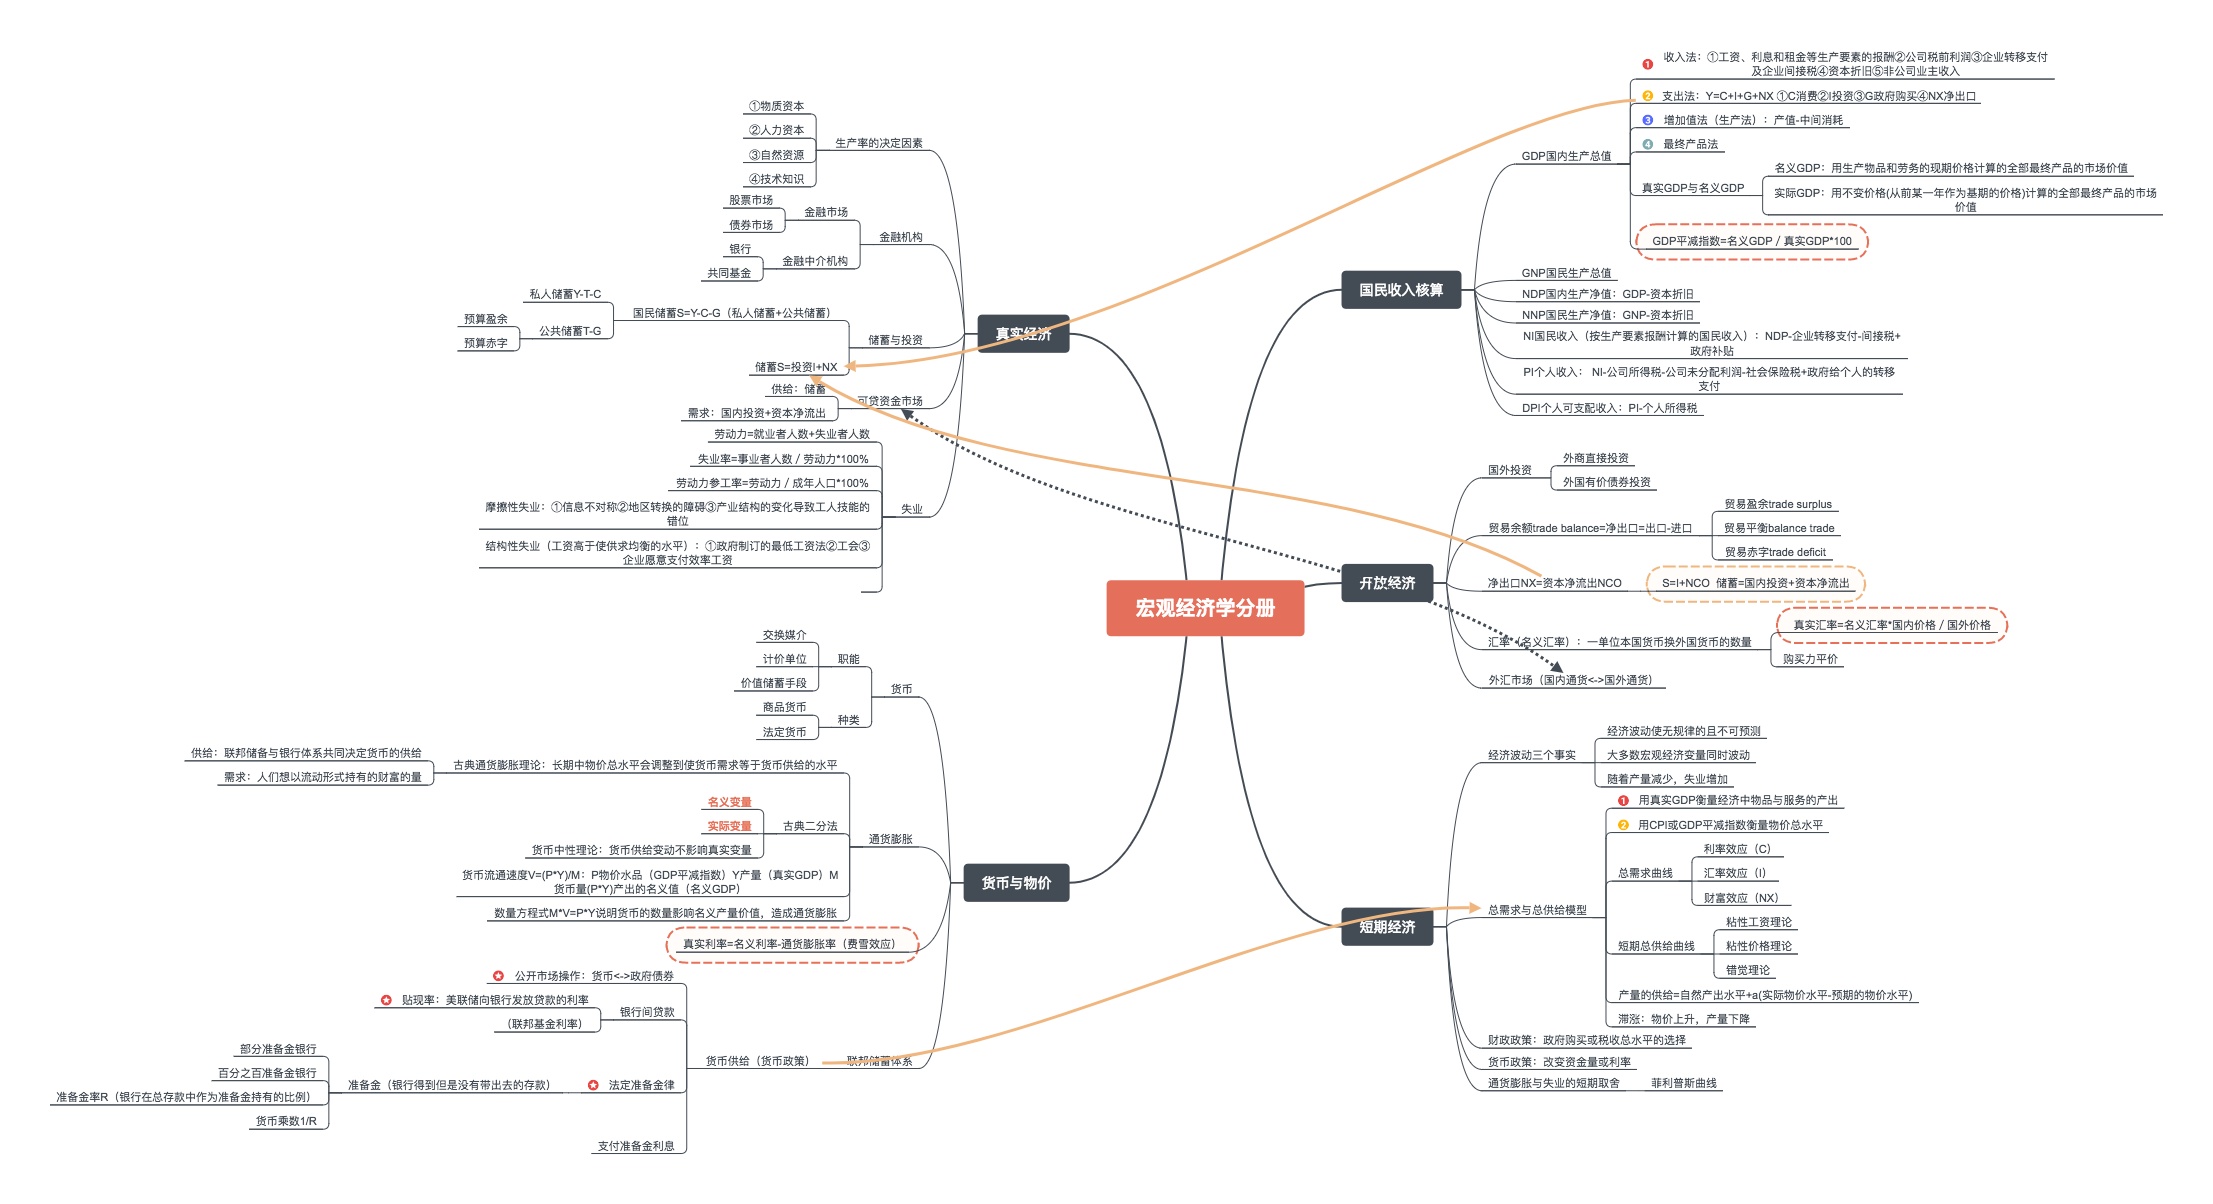 宏观经济学分册
国民收入核算
GDP国内生产总值
1 收入法：①工资、利息和租金等生产要素的报酬②公司税前利润③企业转移支付
及企业间接税④资本折旧⑤非公司业主收入
2 支出法：Y=C+I+G+NX ①C消费②I投资③G政府购买④NX净出口
3 增加值法（生产法）：产值-中间消耗
4 最终产品法
真实GDP与名义GDP
名义GDP：用生产物品和劳务的现期价格计算的全部最终产品的市场价值
实际GDP：用不变价格(从前某一年作为基期的价格)计算的全部最终产品的市场
价值
GDP平减指数=名义GDP / 真实GDP*100
GNP国民生产总值
NDP国内生产净值：GDP-资本折旧
NNP国民生产净值：GNP-资本折旧
NI国民收入（按生产要素报酬计算的国民收入）：NDP-企业转移支付-间接税+
政府补贴
PI个人收入： NI-公司所得税-公司未分配利润-社会保险税+政府给个人的转移
支付
DPI个人可支配收入：PI-个人所得税
开放经济
国外投资
外商直接投资
外国有价债券投资
贸易余额trade balance=净出口=出口-进口
贸易盈余trade surplus
贸易平衡balance trade
贸易赤字trade deficit
净出口NX=资本净流出NCO
S=I+NCO 储蓄=国内投资+资本净流出
汇率（名义汇率）：一单位本国货币换外国货币的数量
真实汇率=名义汇率*国内价格 / 国外价格
购买力平价
外汇市场（国内通货<->国外通货）
短期经济
经济波动三个事实
经济波动使无规律的且不可预测
大多数宏观经济变量同时波动
随着产量减少，失业增加
总需求与总供给模型
1 用真实GDP衡量经济中物品与服务的产出
2 用CPI或GDP平减指数衡量物价总水平
总需求曲线
利率效应（C）
汇率效应（I）
财富效应（NX）
短期总供给曲线
粘性工资理论
粘性价格理论
错觉理论
产量的供给=自然产出水平+a(实际物价水平-预期的物价水平)
滞涨：物价上升，产量下降
财政政策：政府购买或税收总水平的选择
货币政策：改变资金量或利率
通货膨胀与失业的短期取舍
菲利普斯曲线
真实经济
生产率的决定因素
①物质资本
②人力资本
③自然资源
④技术知识
金融机构
金融市场
股票市场
债券市场
金融中介机构
银行
共同基金
储蓄与投资
国民储蓄S=Y-C-G（私人储蓄+公共储蓄）
私人储蓄Y-T-C
公共储蓄T-G
预算盈余
预算赤字
储蓄S=投资I+NX
可贷资金市场
供给：储蓄
需求：国内投资+资本净流出
失业
劳动力=就业者人数+失业者人数
失业率=事业者人数 / 劳动力*100%
劳动力参工率=劳动力 / 成年人口*100%
摩擦性失业：①信息不对称②地区转换的障碍③产业结构的变化导致工人技能的
错位
结构性失业（工资高于使供求均衡的水平）：①政府制订的最低工资法②工会③
企业愿意支付效率工资
货币与物价
货币
职能
交换媒介
计价单位
价值储蓄手段
种类
商品货币
法定货币
通货膨胀
古典通货膨胀理论：长期中物价总水平会调整到使货币需求等于货币供给的水平
供给：联邦储备与银行体系共同决定货币的供给
需求：人们想以流动形式持有的财富的量
古典二分法
名义变量
实际变量
货币中性理论：货币供给变动不影响真实变量
货币流通速度V=(P*Y)/M：P物价水品（GDP平减指数）Y产量（真实GDP）M
货币量(P*Y)产出的名义值（名义GDP）
数量方程式M*V=P*Y说明货币的数量影响名义产量价值，造成通货膨胀
真实利率=名义利率-通货膨胀率（费雪效应）
联邦储蓄体系
货币供给（货币政策）
公开市场操作：货币<->政府债券
银行间贷款
贴现率：美联储向银行发放贷款的利率
（联邦基金利率）
法定准备金律
准备金（银行得到但是没有带出去的存款）
部分准备金银行
百分之百准备金银行
准备金率R（银行在总存款中作为准备金持有的比例）
货币乘数1/R
支付准备金利息